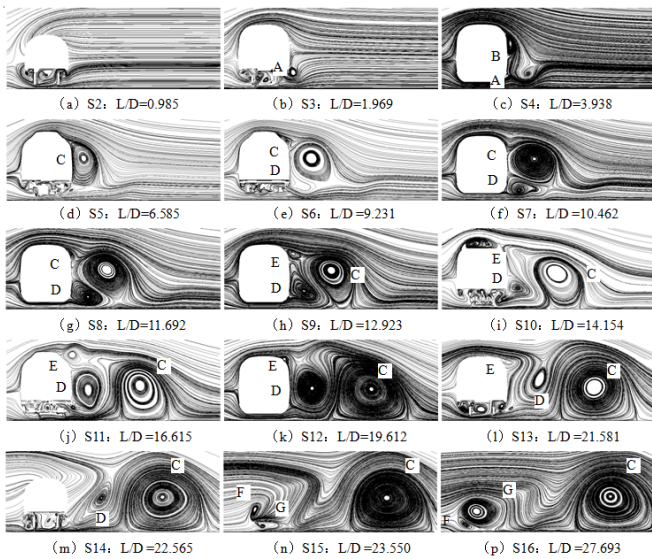 A
B
A
(a) S2: L/D=0.985
(b) S3: L/D=1.969
(c) S4: L/D=3.938
C
C
D
C
D
(d) S5: L/D=6.585
(e) S6: L/D=9.231
(f) S7: L/D=10.462
C
D
E
D
C
E
D
C
(g) S8: L/D=11.692
(h) S9: L/D=12.923
(i) S10: L/D=14.154
E
D
C
E
D
C
E
D
C
(j) S11: L/D=16.615
(k) S12: L/D=19.612
(l) S13: L/D=21.581
C
D
F
G
C
F
G
C
(m) S14: L/D=22.565
(n) S15: L/D=23.550
(p) S16: L/D=27.693